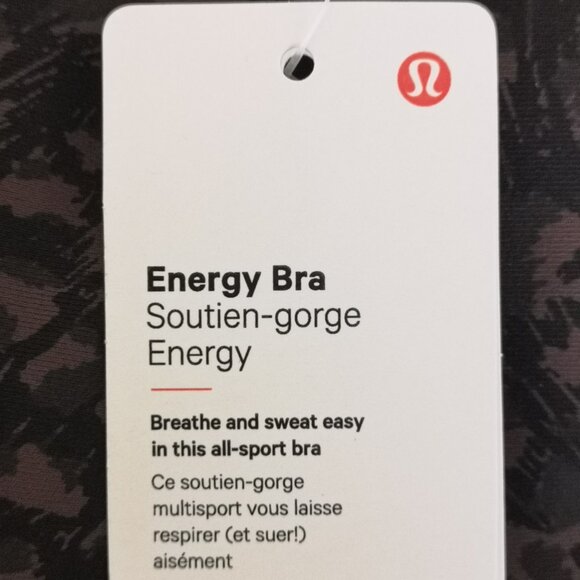 Energy Bra
Soutien-gorge
Energy
Breathe and sweat easy
in this all-sport bra
Ce soutien-gorge
multisport vous laisse
respirer (et suer!)
aisément